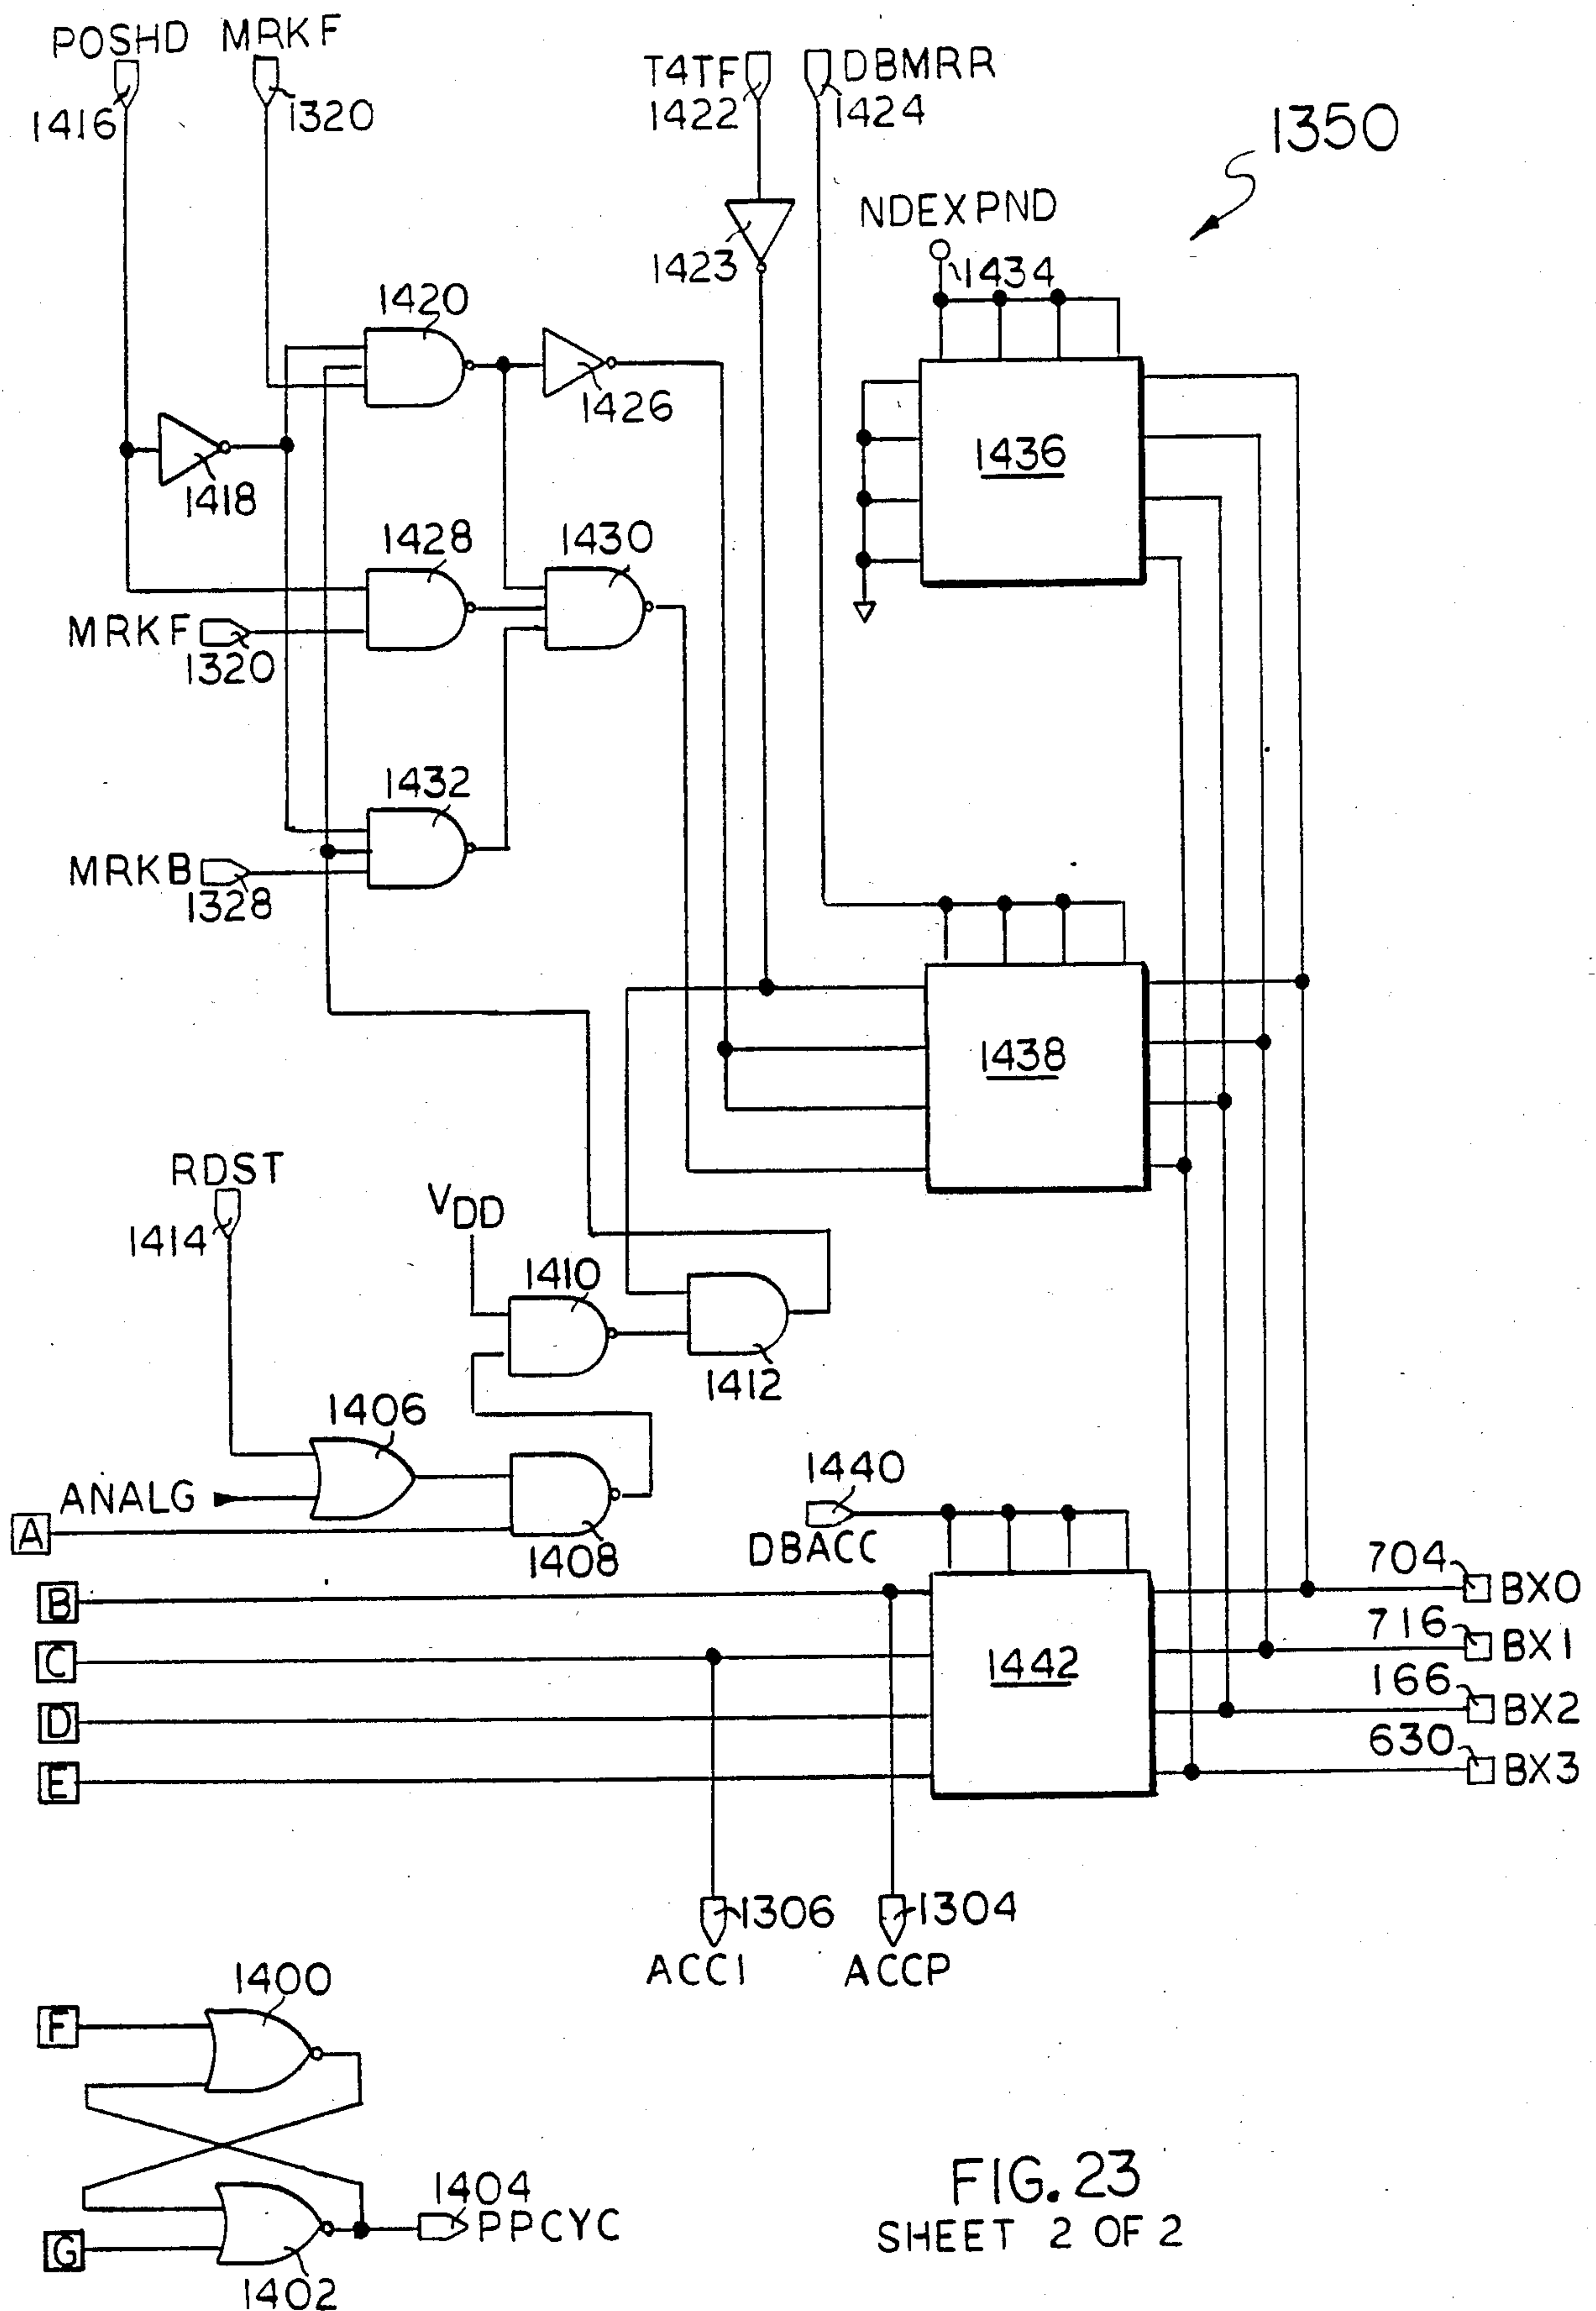 POSHD MRKF
1416
1320
T4TF
1422
DBMRR
1424
1350
1423
NDEXPND
1434
1420
1426
1436
1418
1428
1430
MRKF
1320
1432
MRKB
1328
1438
RDST
1414
VDD
1410
1412
1406
ANALG
A
1408
1440
DBACC
B
C
D
E
1442
704
BX0
716
BX1
166
BX2
630
BX3
1306
ACC1
1304
ACCP
1400
F
G
1402
1404
PPCYC
FIG. 23
SHEET 2 OF 2